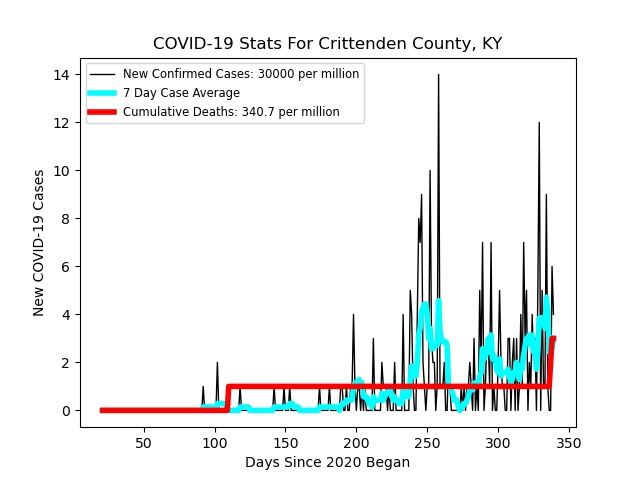 COVID-19 Stats For Crittenden County, KY
New Confirmed Cases: 30000 per million
7 Day Case Average
Cumulative Deaths: 340.7 per million
New COVID-19 Cases
14
12
10
8
6
4
2
0
50 100 150 200 250 300 350
Days Since 2020 Began